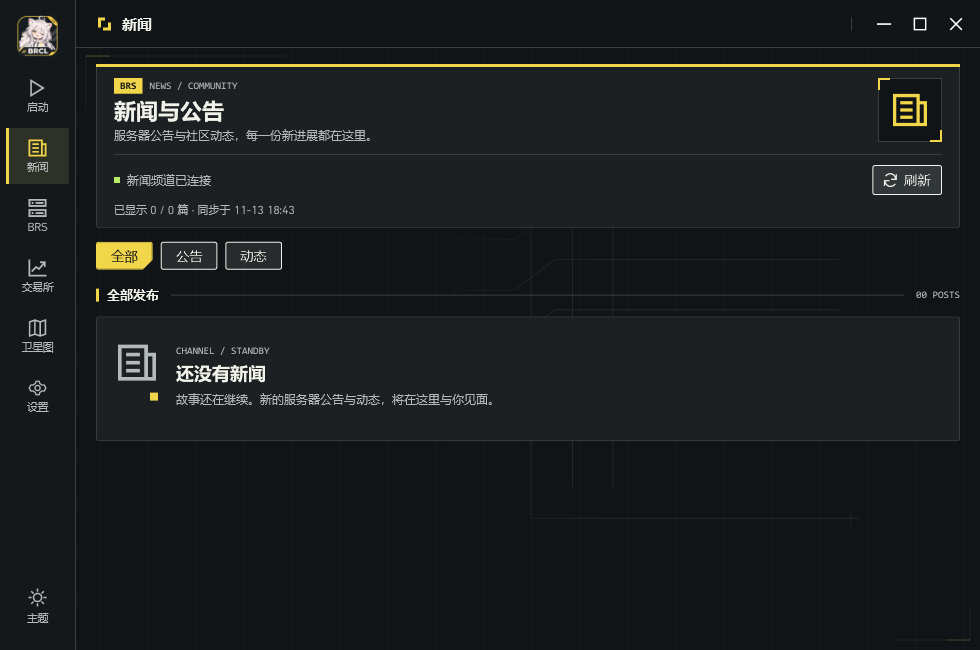 BRCL
新闻
启动
新闻
BRS
交易所
卫星图
设置
主题
BRS NEWS / COMMUNITY
新闻与公告
服务器公告与社区动态，每一份新进展都在这里。
新闻频道已连接
刷新
已显示 0 / 0 篇 · 同步于 11-13 18:43
全部 公告 动态
全部发布
00 POSTS
CHANNEL / STANDBY
还没有新闻
故事还在继续。新的服务器公告与动态，将在这里与你见面。